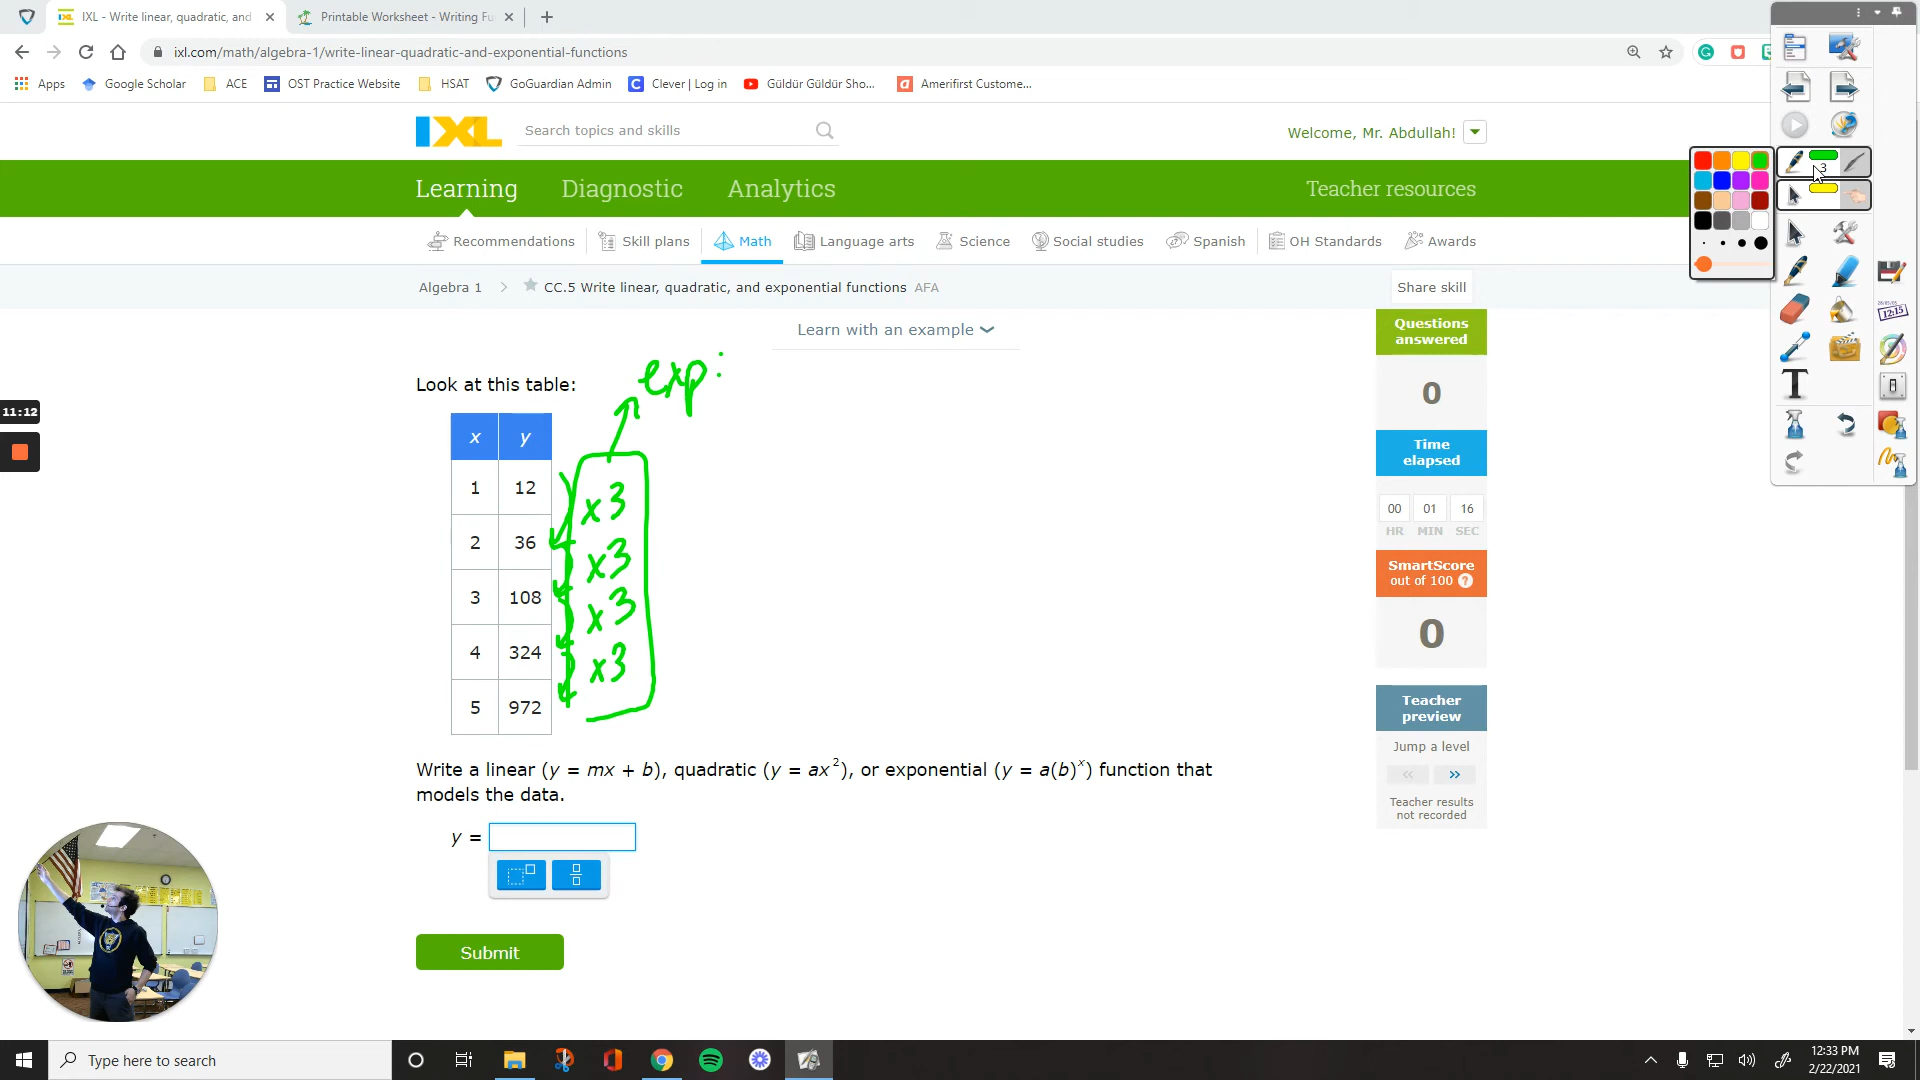 IXL - Write linear, quadratic, and
Printable Worksheet - Writing Fu
ixl.com/math/algebra-1/write-linear-quadratic-and-exponential-functions
Apps Google Scholar ACE OST Practice Website HSAT GoGuardian Admin Clever | Log in Güldür Güldür Sho... Amerifirst Custome...
IXL
Search topics and skills
Welcome, Mr. Abdullah!
Learning Diagnostic Analytics Teacher resources
Recommendations Skill plans Math Language arts Science Social studies Spanish OH Standards Awards
Algebra 1 > CC.5 Write linear, quadratic, and exponential functions AFA
Share skill
Learn with an example
Look at this table:
exp:
x y
1 12
2 36
3 108
4 324
5 972
x3
x3
x3
x3
Write a linear (y = mx + b), quadratic (y = ax²), or exponential (y = a(b)ˣ) function that
models the data.
y =
Submit
Questions
answered
0
Time
elapsed
00 01 16
HR MIN SEC
SmartScore
out of 100 ?
0
Teacher
preview
Jump a level
<< >>
Teacher results
not recorded
3
12:15
T
11:12
Type here to search
12:33 PM
2/22/2021